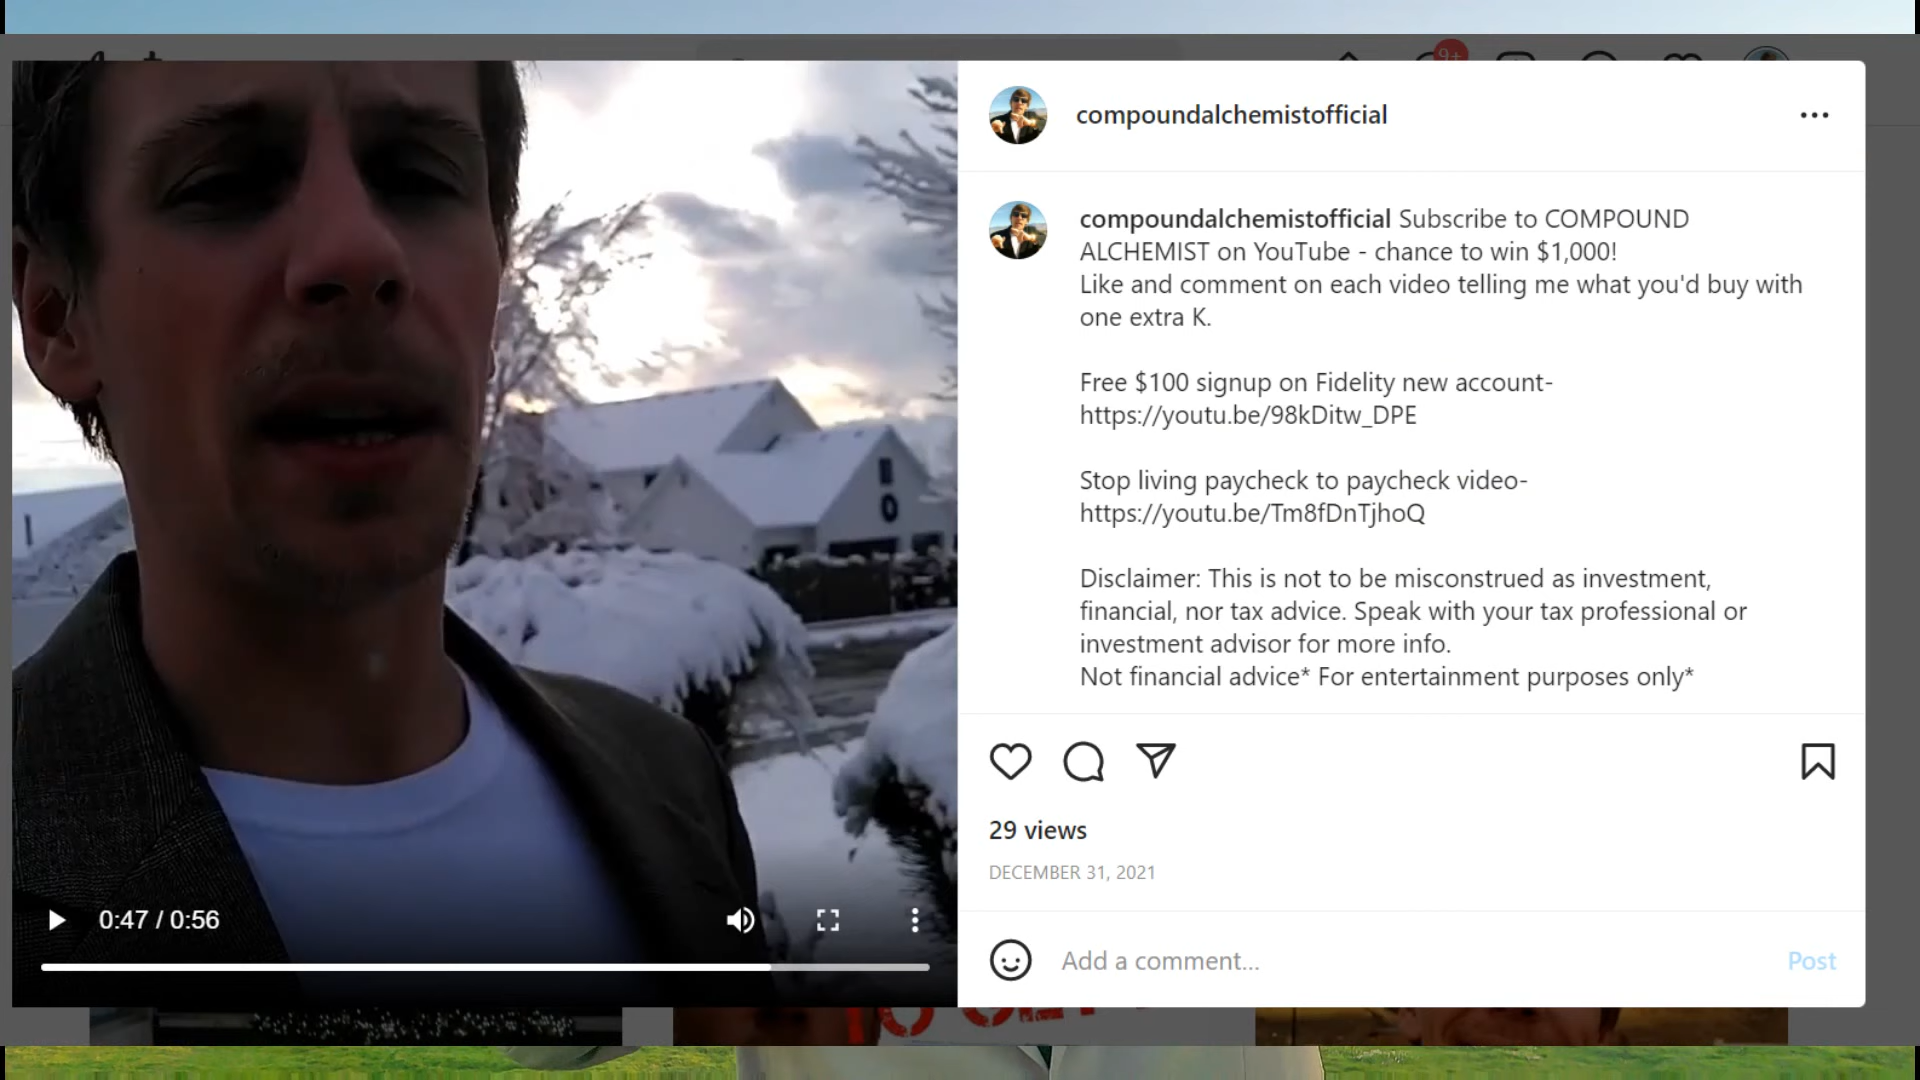 9+
compoundalchemistofficial
compoundalchemistofficial Subscribe to COMPOUND
ALCHEMIST on YouTube - chance to win $1,000!
Like and comment on each video telling me what you'd buy with
one extra K.
Free $100 signup on Fidelity new account-
https://youtu.be/98kDitw_DPE
Stop living paycheck to paycheck video-
https://youtu.be/Tm8fDnTjhoQ
Disclaimer: This is not to be misconstrued as investment,
financial, nor tax advice. Speak with your tax professional or
investment advisor for more info.
Not financial advice* For entertainment purposes only*
29 views
DECEMBER 31, 2021
0:47 / 0:56
Add a comment...
Post